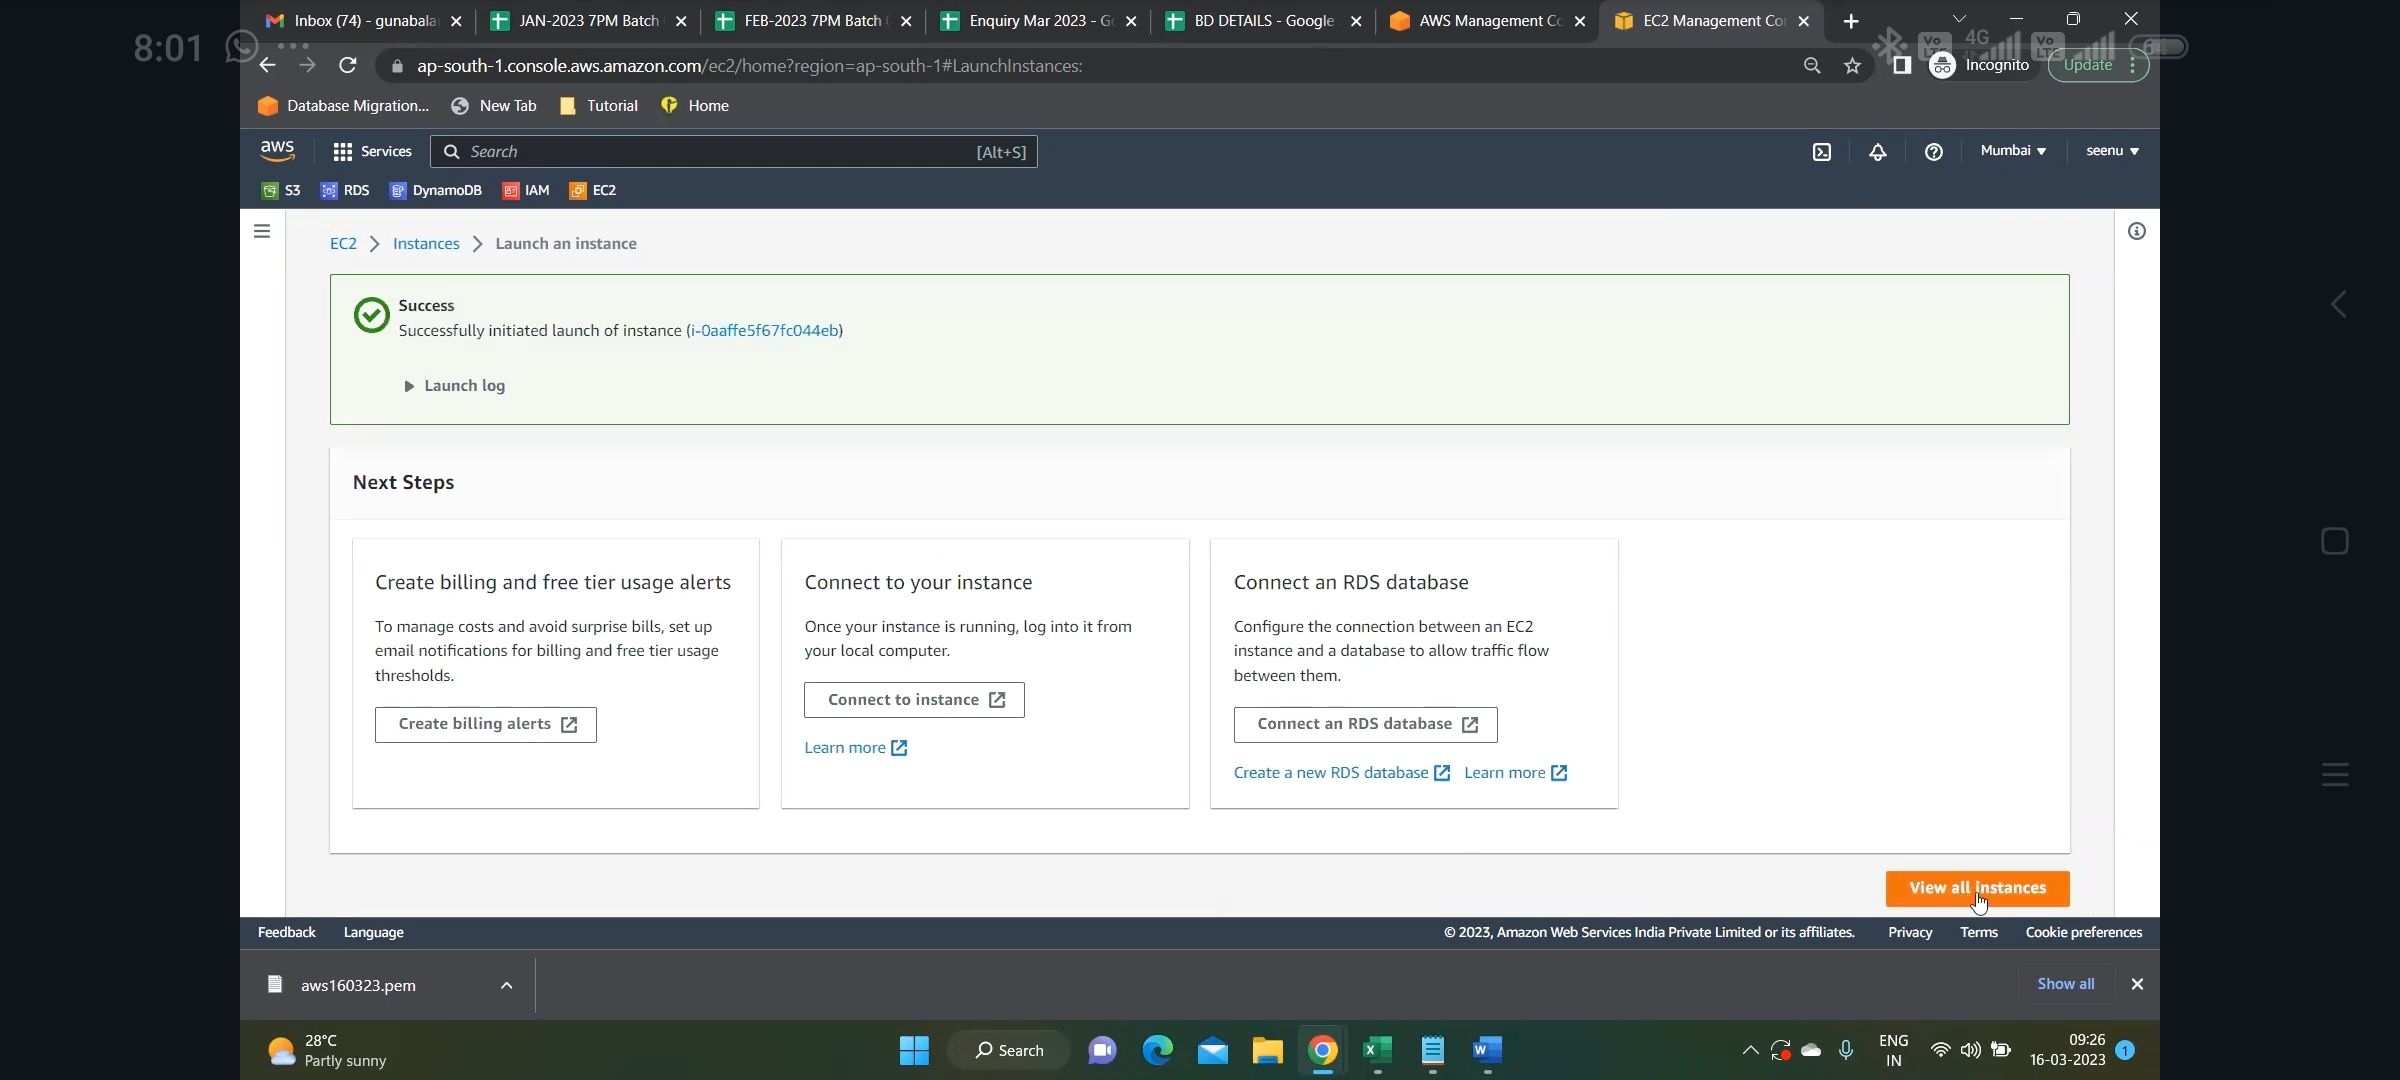 8:01
Inbox (74) - gunabala
JAN-2023 7PM Batch
FEB-2023 7PM Batch
Enquiry Mar 2023 - G
BD DETAILS - Google
AWS Management Co
EC2 Management Con
ap-south-1.console.aws.amazon.com/ec2/home?region=ap-south-1#LaunchInstances:
4G
Incognito
Update
Database Migration...
New Tab
Tutorial
Home
aws
Services
Search
[Alt+S]
Mumbai
seenu
S3
RDS
DynamoDB
IAM
EC2
EC2
Instances
Launch an instance
Success
Successfully initiated launch of instance (i-0aaffe5f67fc044eb)
Launch log
Next Steps
Create billing and free tier usage alerts
To manage costs and avoid surprise bills, set up
email notifications for billing and free tier usage
thresholds.
Create billing alerts
Connect to your instance
Once your instance is running, log into it from
your local computer.
Connect to instance
Learn more
Connect an RDS database
Configure the connection between an EC2
instance and a database to allow traffic flow
between them.
Connect an RDS database
Create a new RDS database
Learn more
View all instances
Feedback
Language
© 2023, Amazon Web Services India Private Limited or its affiliates.
Privacy
Terms
Cookie preferences
aws160323.pem
Show all
28°C
Partly sunny
Search
ENG
IN
09:26
16-03-2023
1